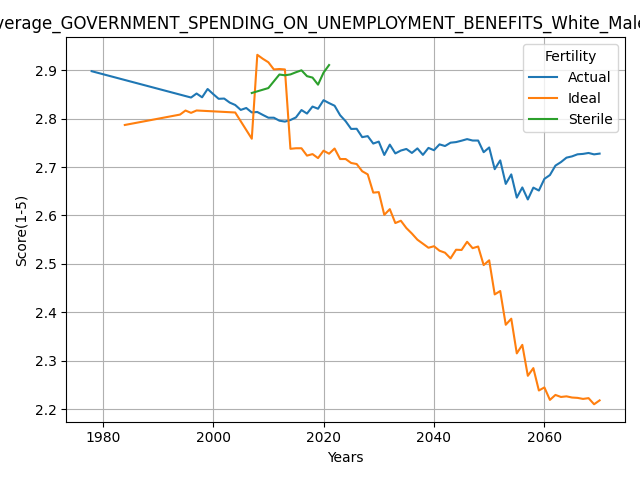 verage_GOVERNMENT_SPENDING_ON_UNEMPLOYMENT_BENEFITS_White_Male
Fertility
Actual
Ideal
Sterile
Score(1-5)
2.9
2.8
2.7
2.6
2.5
2.4
2.3
2.2
1980
2000
2020
2040
2060
Years